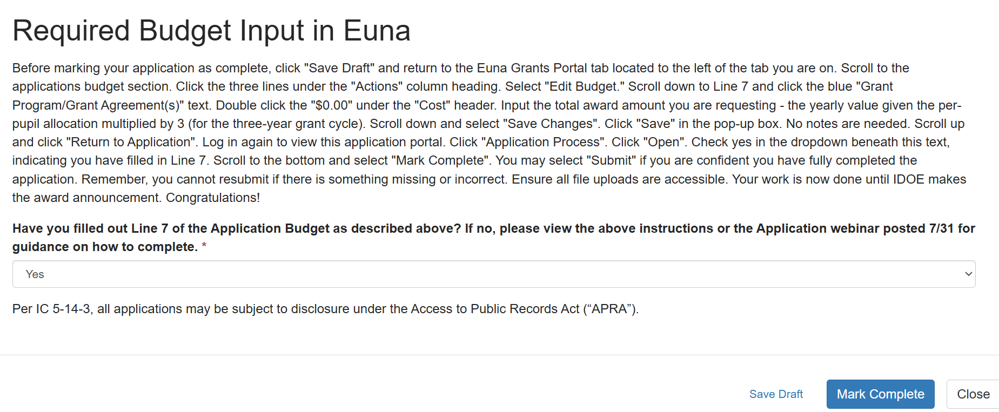 Required Budget Input in Euna
Before marking your application as complete, click "Save Draft" and return to the Euna Grants Portal tab located to the left of the tab you are on. Scroll to the
applications budget section. Click the three lines under the "Actions" column heading. Select "Edit Budget." Scroll down to Line 7 and click the blue "Grant
Program/Grant Agreement(s)" text. Double click the "$0.00" under the "Cost" header. Input the total award amount you are requesting - the yearly value given the per-
pupil allocation multiplied by 3 (for the three-year grant cycle). Scroll down and select "Save Changes". Click "Save" in the pop-up box. No notes are needed. Scroll up
and click "Return to Application". Log in again to view this application portal. Click "Application Process". Click "Open". Check yes in the dropdown beneath this text,
indicating you have filled in Line 7. Scroll to the bottom and select "Mark Complete". You may select "Submit" if you are confident you have fully completed the
application. Remember, you cannot resubmit if there is something missing or incorrect. Ensure all file uploads are accessible. Your work is now done until IDOE makes
the award announcement. Congratulations!
Have you filled out Line 7 of the Application Budget as described above? If no, please view the above instructions or the Application webinar posted 7/31 for
guidance on how to complete. *
Yes
Per IC 5-14-3, all applications may be subject to disclosure under the Access to Public Records Act (“APRA”).
Save Draft
Mark Complete
Close